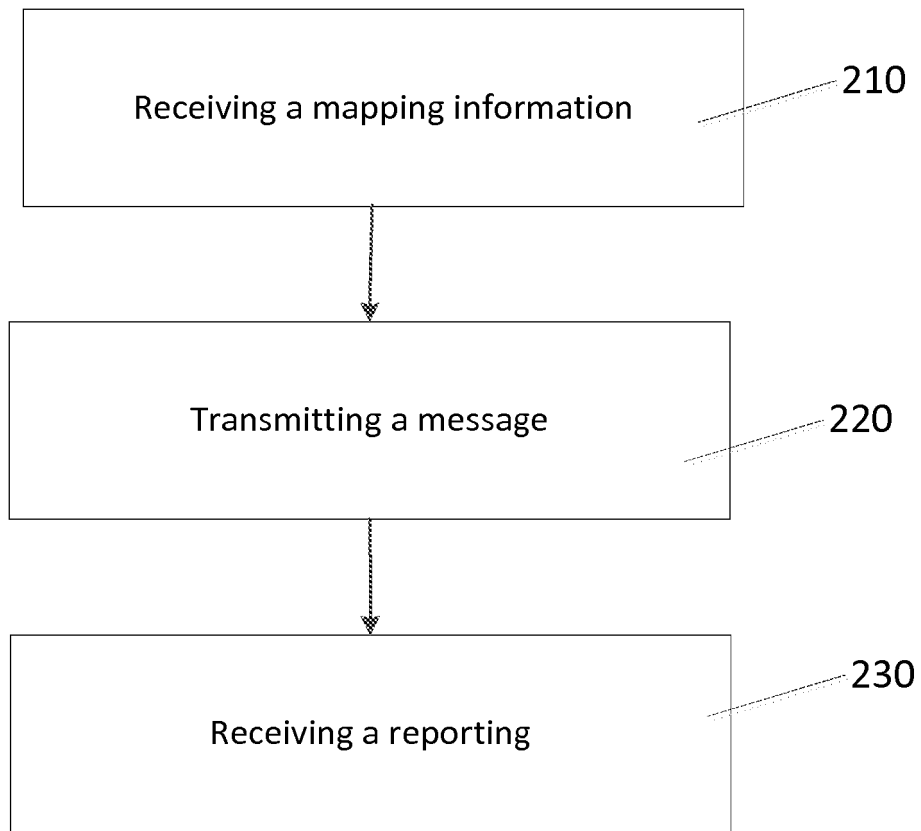 Receiving a mapping information
210
Transmitting a message
220
Receiving a reporting
230